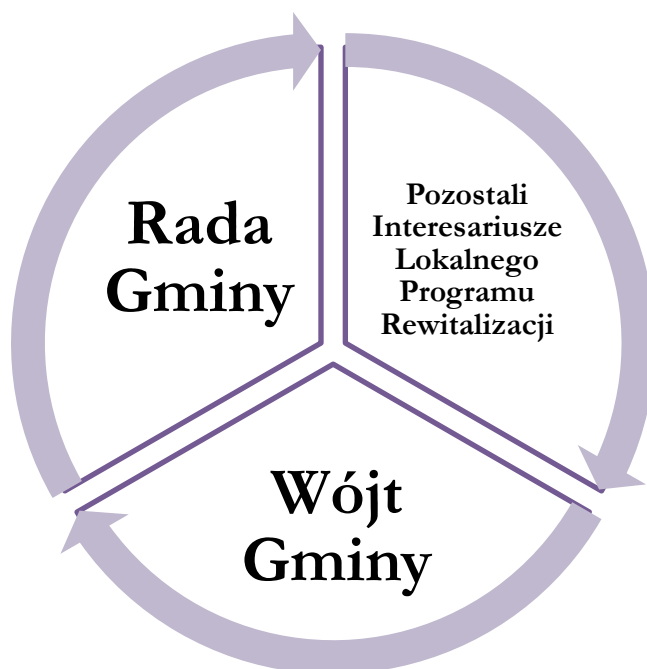 Rada
Gminy
Pozostali
Interesariusze
Lokalnego
Programu
Rewitalizacji
Wójt
Gminy